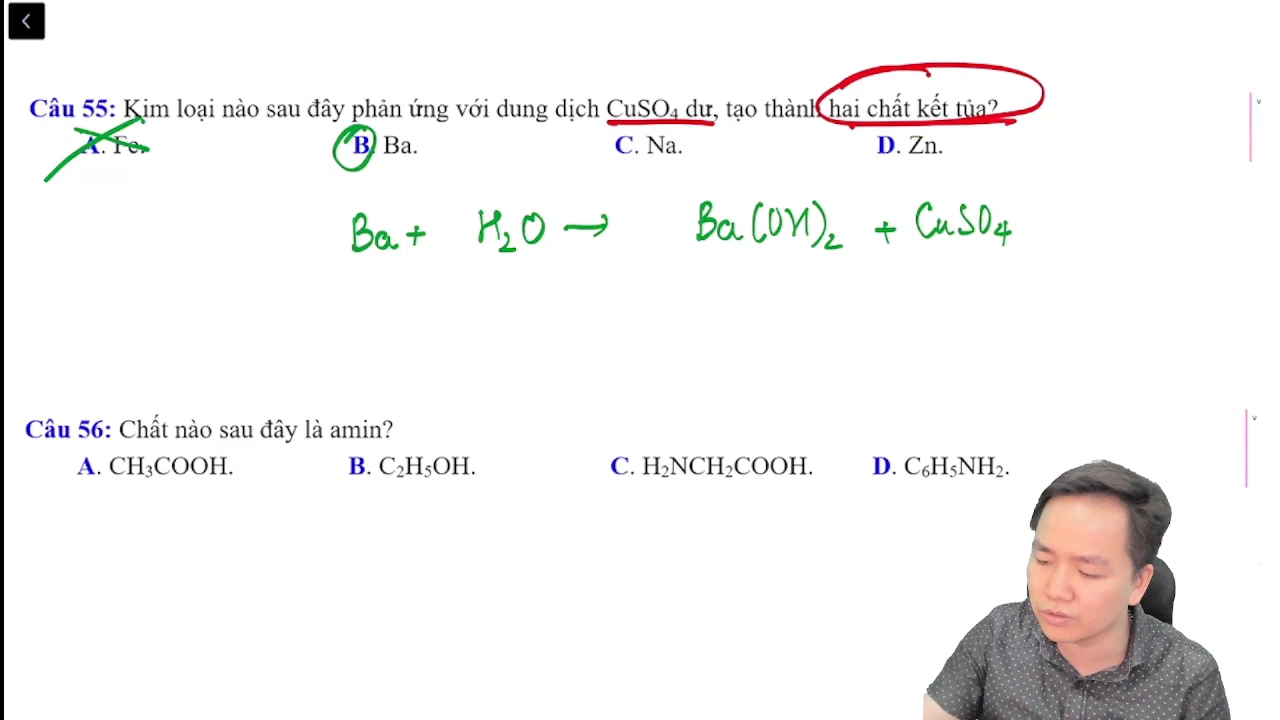 Câu 55: Kim loại nào sau đây phản ứng với dung dịch CuSO₄ dư, tạo thành hai chất kết tủa?
A. Fe. B. Ba. C. Na. D. Zn.
Ba + H₂O → Ba(OH)₂ + CuSO₄
Câu 56: Chất nào sau đây là amin?
A. CH₃COOH. B. C₂H₅OH. C. H₂NCH₂COOH. D. C₆H₅NH₂.